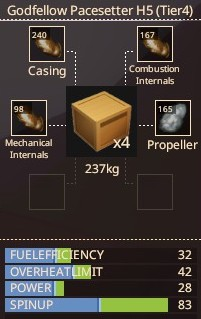 Godfellow Pacesetter H5 (Tier4)
240
167
Casing
Combustion
Internals
98
165
x4
Mechanical
Internals
Propeller
237kg
FUELEFFICIENCY 32
OVERHEATLIMIT 42
POWER 28
SPINUP 83